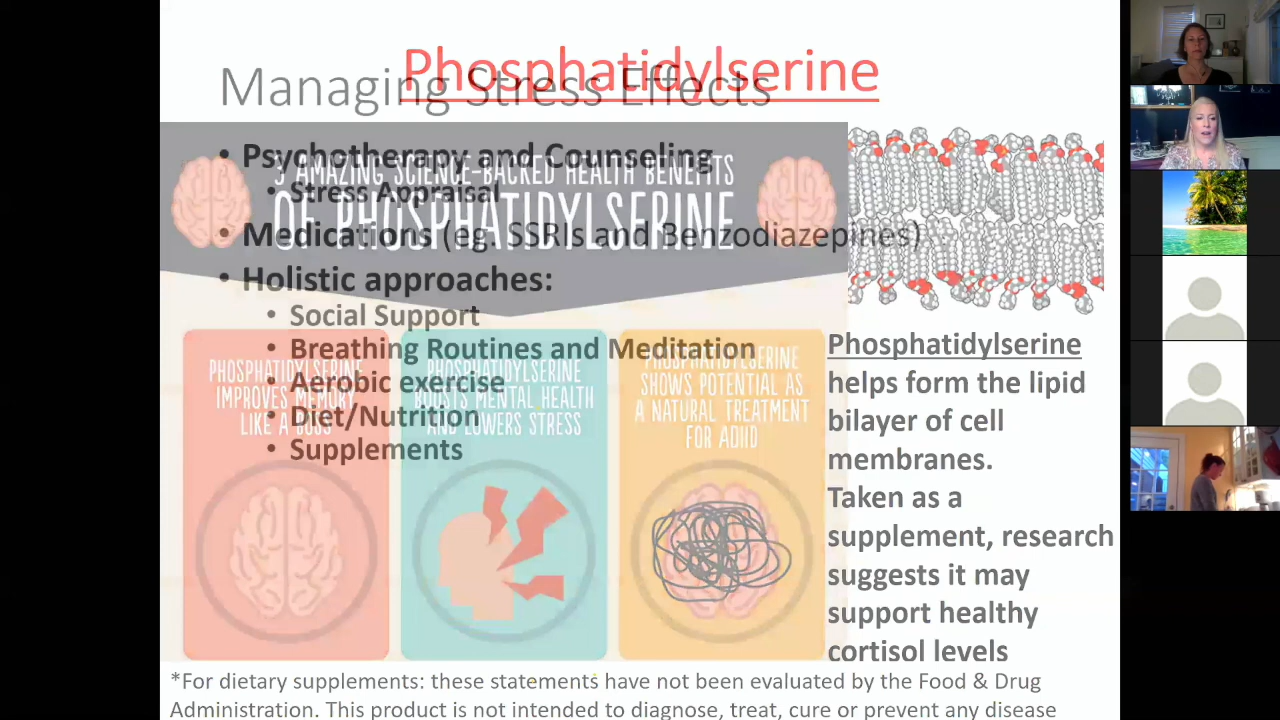 Managing Stress Effects
Phosphatidylserine
• Psychotherapy and Counseling
• Stress Appraisal
• Medications (eg. SSRIs and Benzodiazepines)
• Holistic approaches:
• Social Support
• Breathing Routines and Meditation
• Aerobic exercise
• Diet/Nutrition
• Supplements
3 AMAZING SCIENCE-BACKED HEALTH BENEFITS
OF PHOSPHATIDYLSERINE
PHOSPHATIDYLSERINE
IMPROVES MEMORY
LIKE A BOSS
PHOSPHATIDYLSERINE
BOOSTS MENTAL HEALTH
AND LOWERS STRESS
PHOSPHATIDYLSERINE
SHOWS POTENTIAL AS
A NATURAL TREATMENT
FOR ADHD
Phosphatidylserine
helps form the lipid
bilayer of cell
membranes.
Taken as a
supplement, research
suggests it may
support healthy
cortisol levels
*For dietary supplements: these statements have not been evaluated by the Food & Drug
Administration. This product is not intended to diagnose, treat, cure or prevent any disease